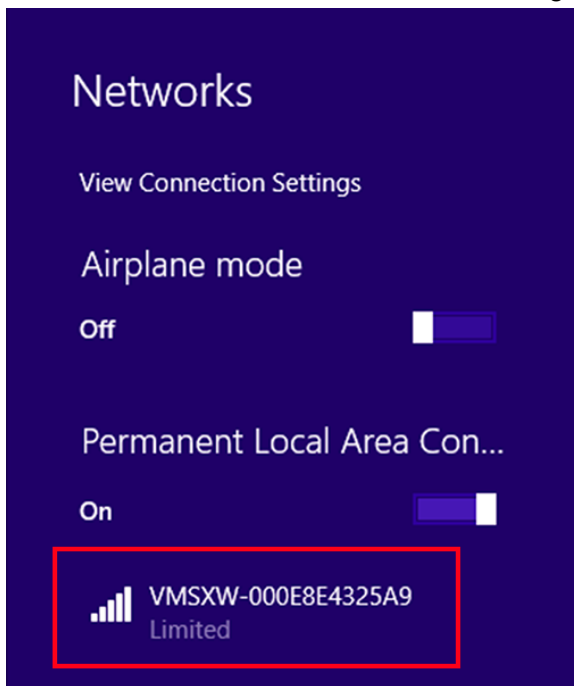 Networks
View Connection Settings
Airplane mode
Off
Permanent Local Area Con...
On
VMSXW-000E8E4325A9
Limited